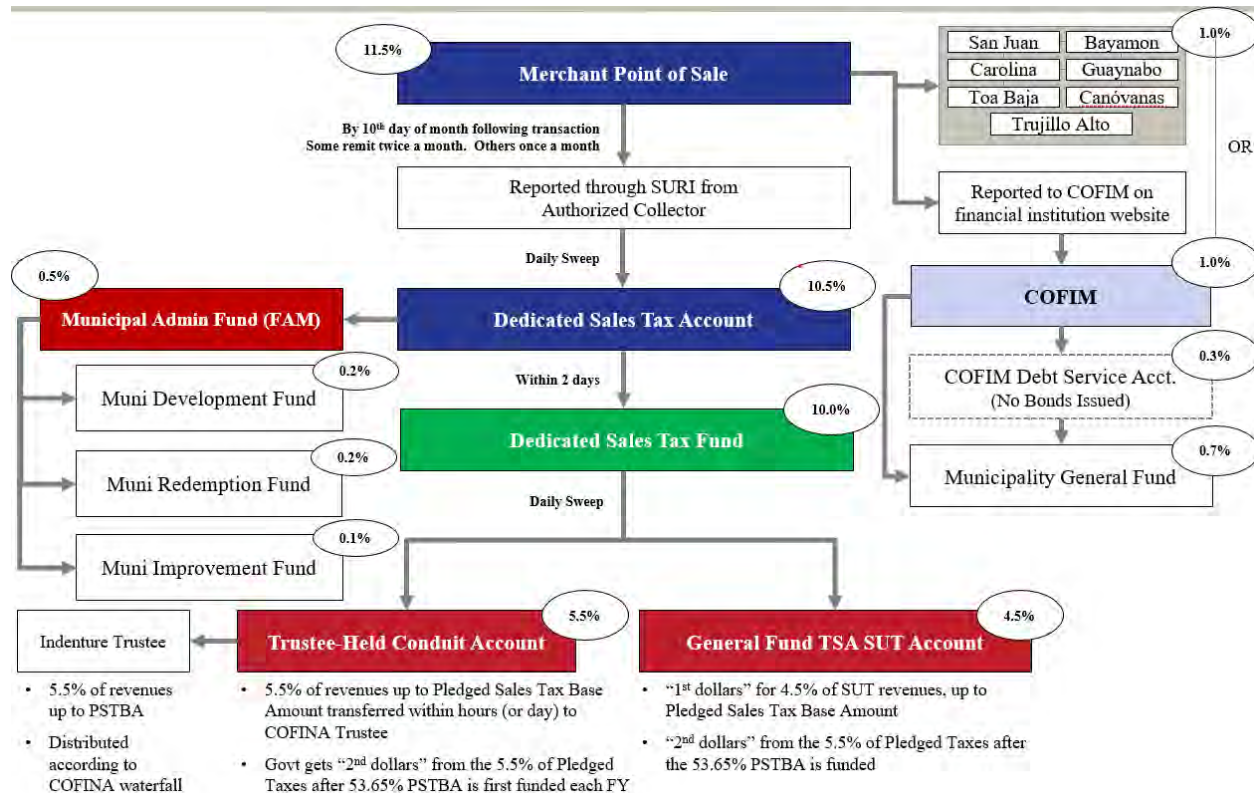 11.5%
Merchant Point of Sale
1.0%
San Juan
Bayamon
Carolina
Guaynabo
Toa Baja
Canóvanas
Trujillo Alto
OR
By 10th day of month following transaction
Some remit twice a month. Others once a month
Reported through SURI from
Authorized Collector
Reported to COFIM on
financial institution website
Daily Sweep
0.5%
Municipal Admin Fund (FAM)
10.5%
Dedicated Sales Tax Account
1.0%
COFIM
0.2%
Muni Development Fund
Within 2 days
0.3%
COFIM Debt Service Acct.
(No Bonds Issued)
10.0%
Dedicated Sales Tax Fund
0.2%
Muni Redemption Fund
0.7%
Municipality General Fund
Daily Sweep
0.1%
Muni Improvement Fund
Indenture Trustee
5.5%
Trustee-Held Conduit Account
4.5%
General Fund TSA SUT Account
• 5.5% of revenues
up to PSTBA
• Distributed
according to
COFINA waterfall
• 5.5% of revenues up to Pledged Sales Tax Base
Amount transferred within hours (or day) to
COFINA Trustee
• Govt gets “2nd dollars” from the 5.5% of Pledged
Taxes after 53.65% PSTBA is first funded each FY
• “1st dollars” for 4.5% of SUT revenues, up to
Pledged Sales Tax Base Amount
• “2nd dollars” from the 5.5% of Pledged Taxes after
the 53.65% PSTBA is funded